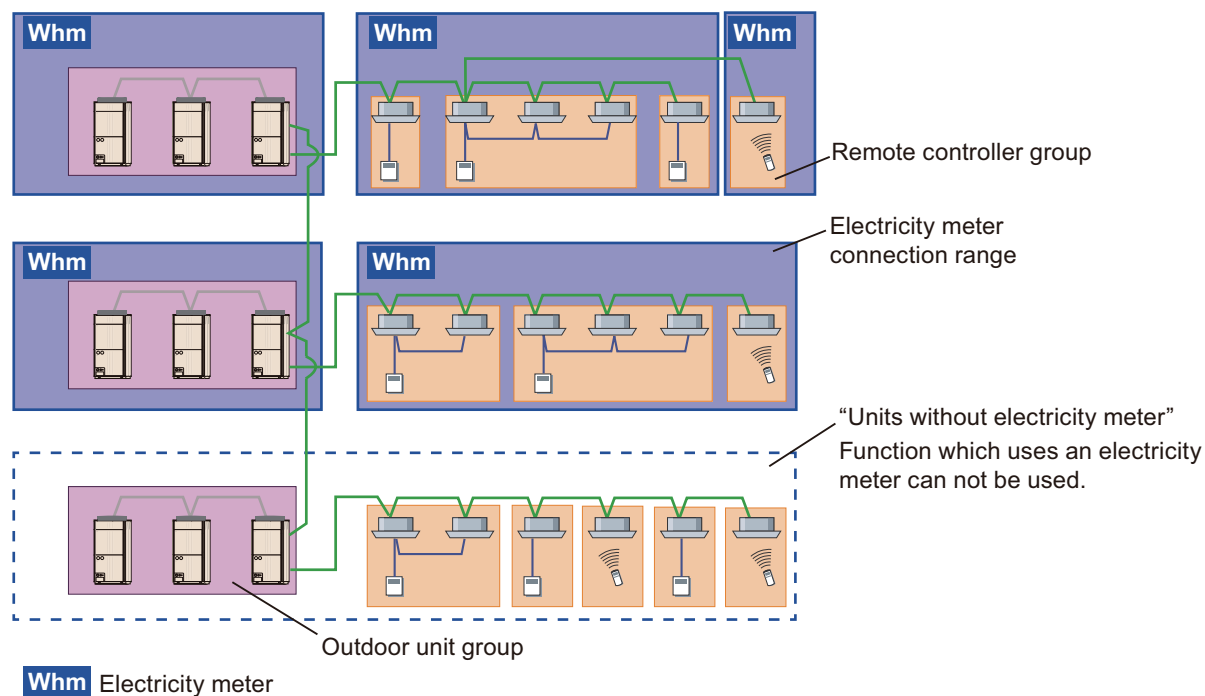 Whm
Whm
Whm
Remote controller group
Electricity meter
connection range
Whm
Whm
“Units without electricity meter”
Function which uses an electricity
meter can not be used.
Outdoor unit group
Whm Electricity meter